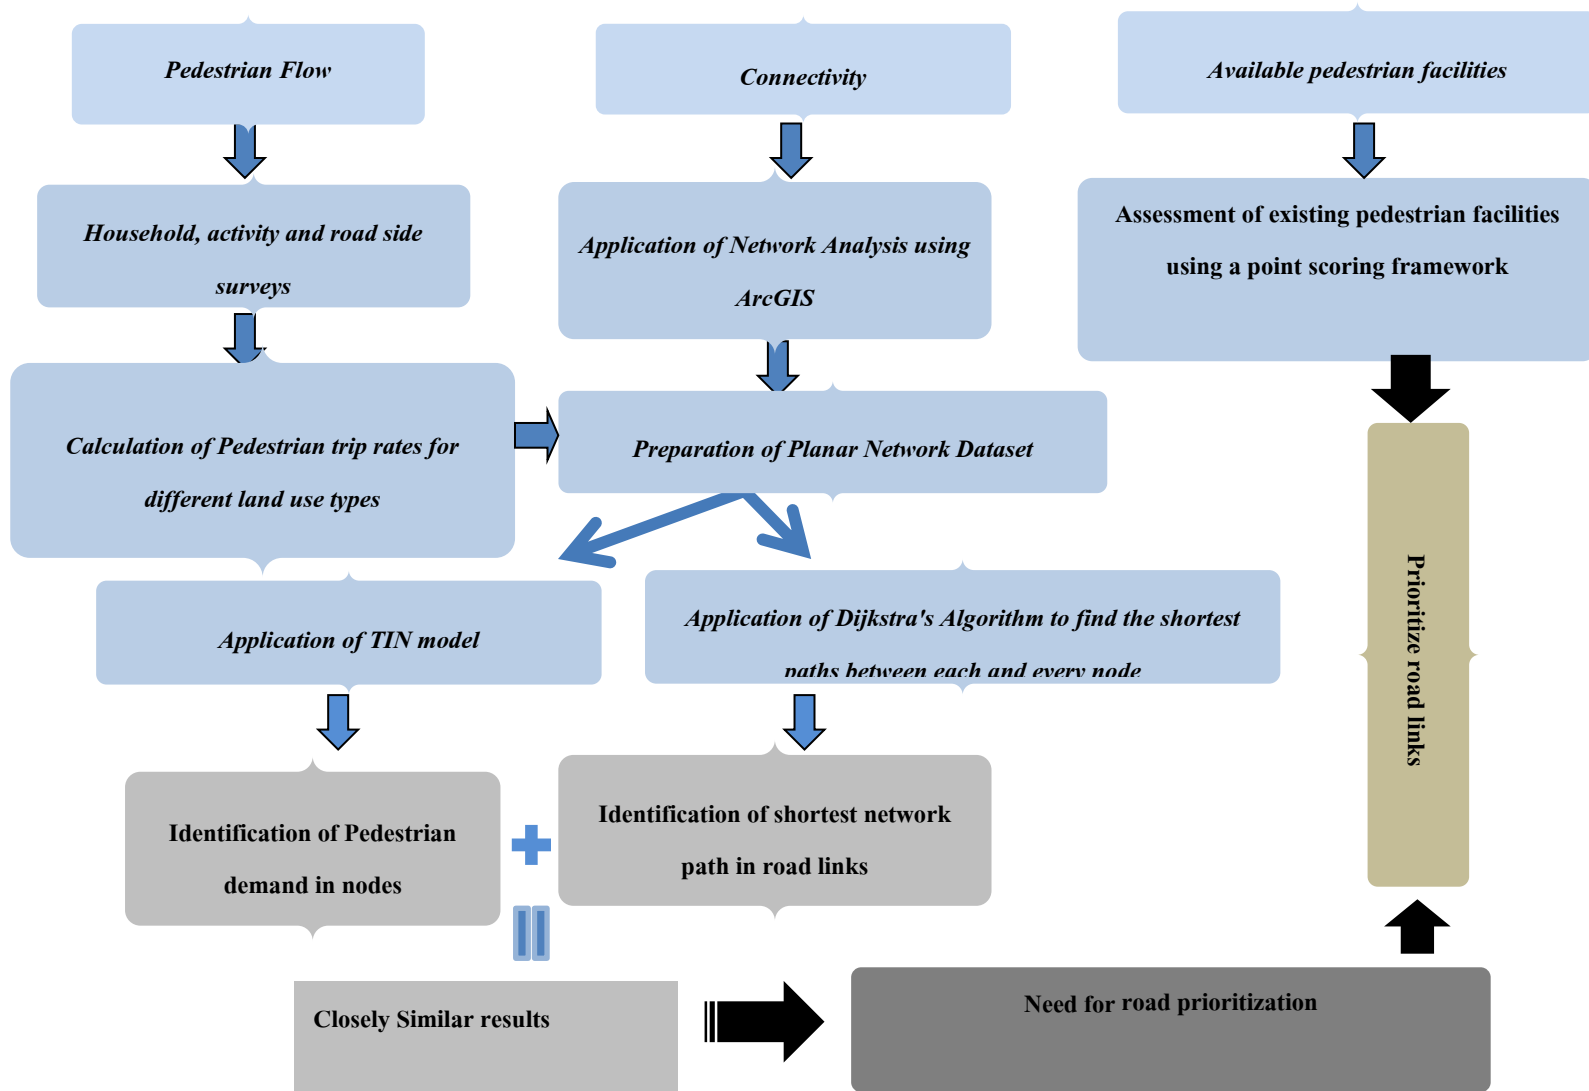 Pedestrian Flow
Connectivity
Available pedestrian facilities
Household, activity and road side
surveys
Application of Network Analysis using
ArcGIS
Assessment of existing pedestrian facilities
using a point scoring framework
Calculation of Pedestrian trip rates for
different land use types
Preparation of Planar Network Dataset
Application of TIN model
Application of Dijkstra's Algorithm to find the shortest
paths between each and every node
Prioritize road links
Identification of Pedestrian
demand in nodes
Identification of shortest network
path in road links
Closely Similar results
Need for road prioritization